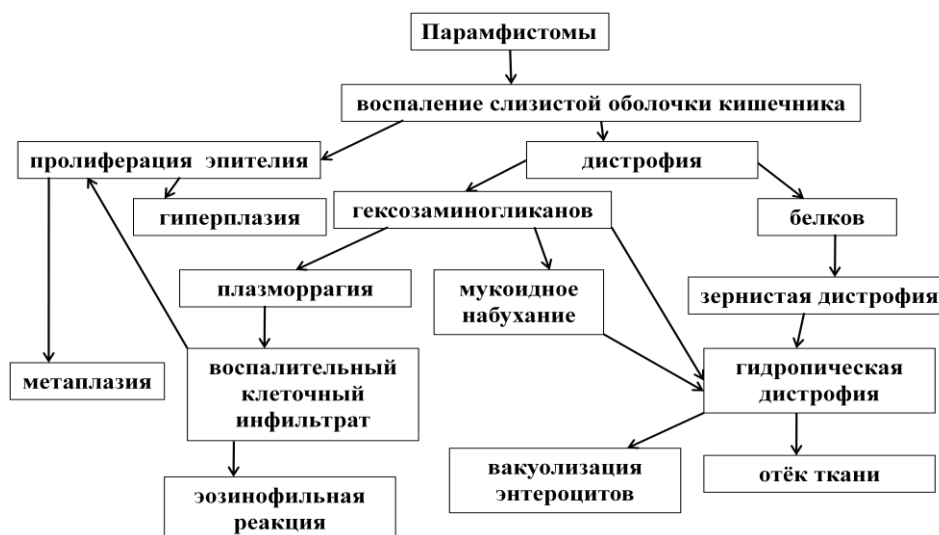 Парамфистомы
воспаление слизистой оболочки кишечника
пролиферация эпителия
дистрофия
гиперплазия
гексозаминогликанов
белков
плазморрагия
мукоидное
набухание
зернистая дистрофия
метаплазия
воспалительный
клеточный
инфильтрат
гидропическая
дистрофия
вакуолизация
энтероцитов
отёк ткани
эозинофильная
реакция